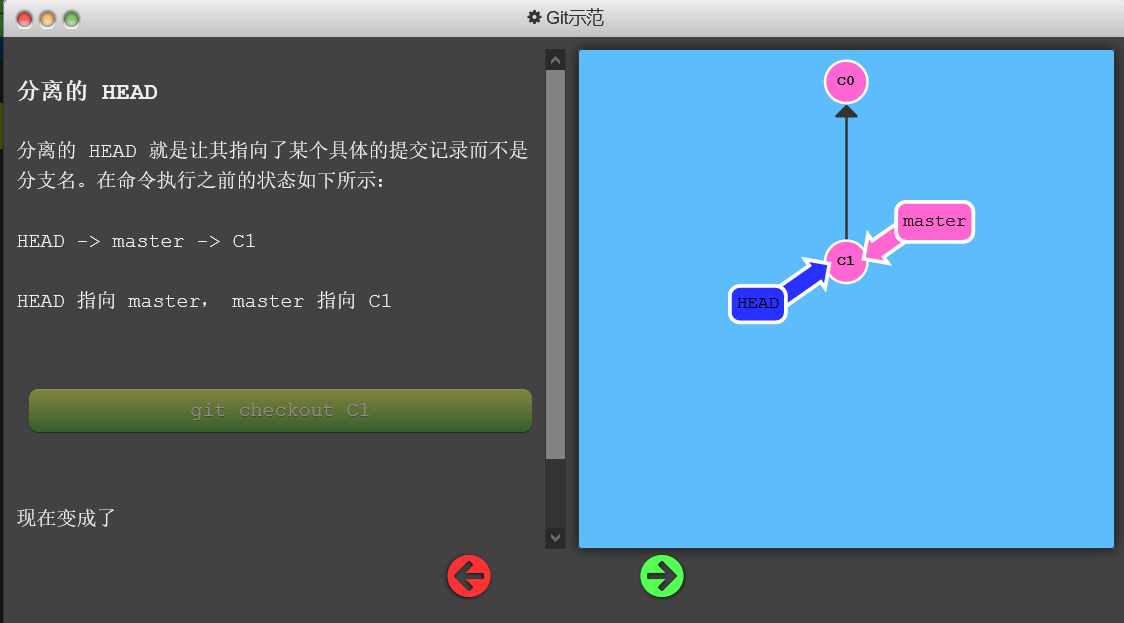 Git示范
分离的 HEAD
分离的 HEAD 就是让其指向了某个具体的提交记录而不是
分支名。在命令执行之前的状态如下所示：
HEAD -> master -> C1
HEAD 指向 master， master 指向 C1
git checkout C1
现在变成了
C0
master
C1
HEAD